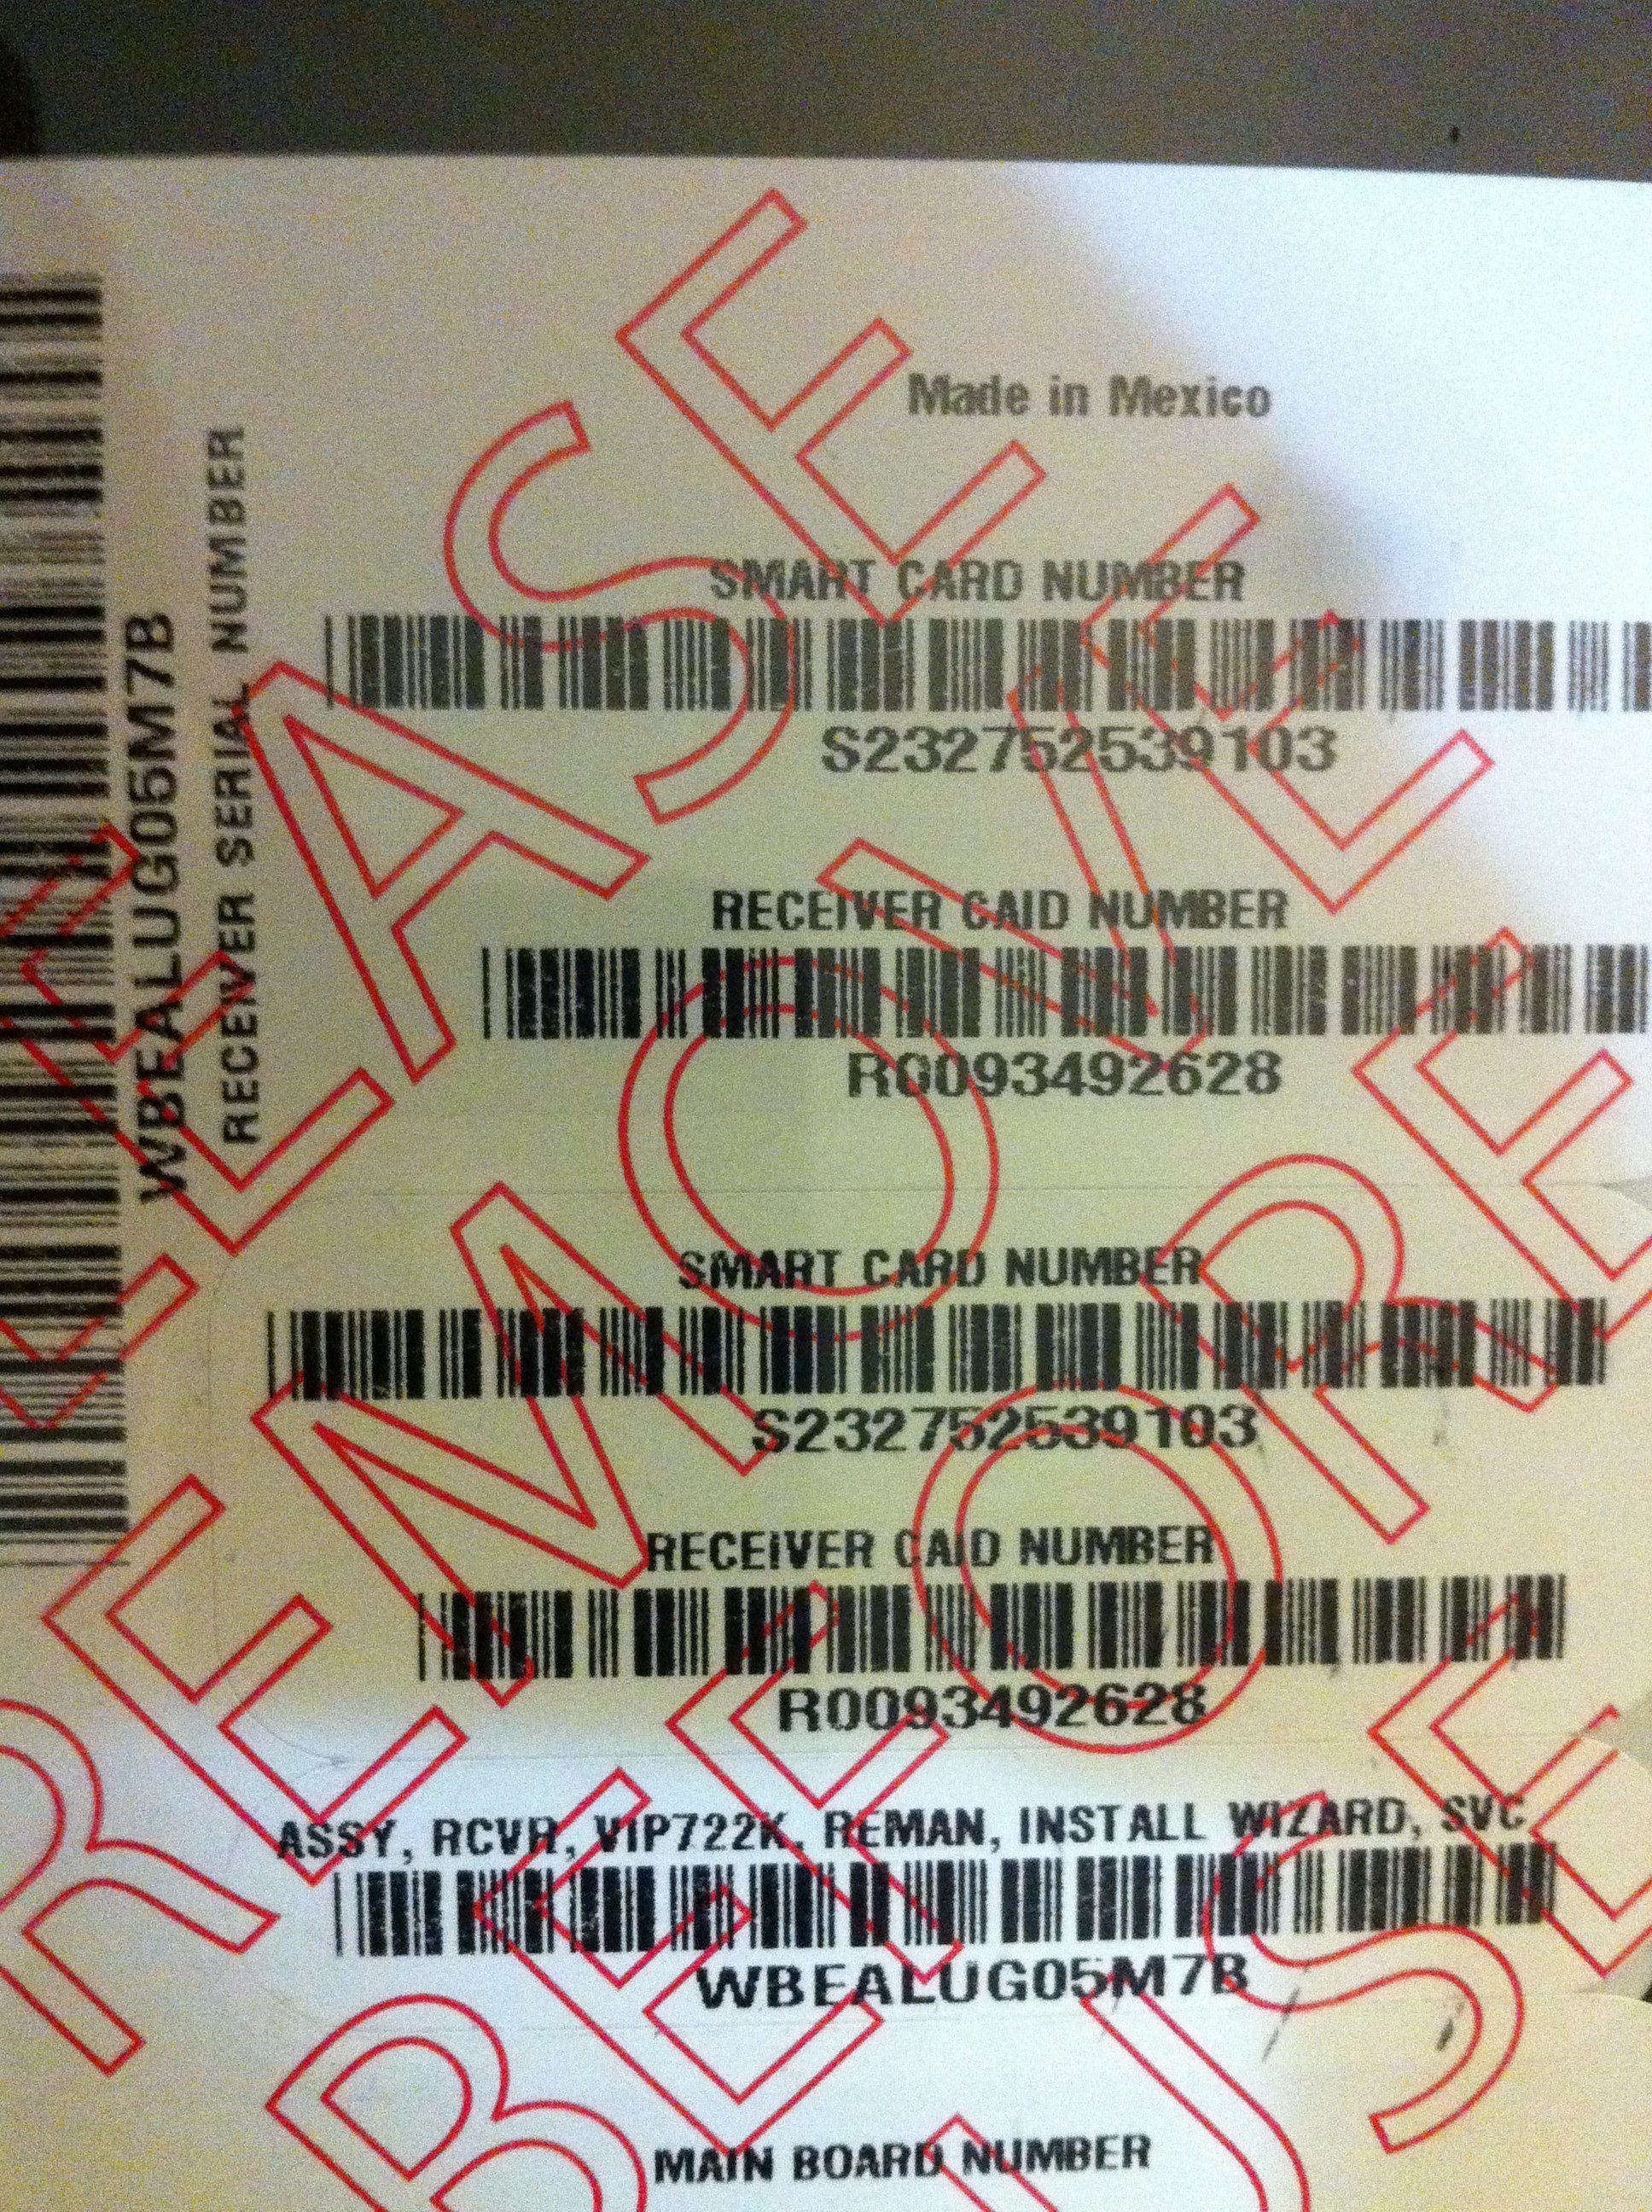 Made in Mexico
SMART CARD NUMBER
S232752539103
RECEIVER CAID NUMBER
R0093492628
SMART CARD NUMBER
S232752539103
RECEIVER CAID NUMBER
R0093492628
ASSY, RCVR, VIP722K, REMAN, INSTALL WIZARD, SVC
WBEALUG05M7B
MAIN BOARD NUMBER
WBEALUG05M7B
RECEIVER SERIAL NUMBER
PLEASE
REMOVE
BEFORE
USE